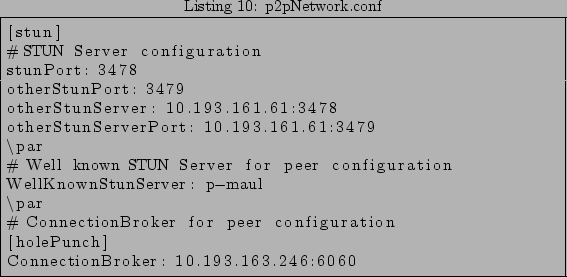 Listing 10: p2pNetwork.conf
[stun]
# STUN Server configuration
stunPort: 3478
otherStunPort: 3479
otherStunServer: 10.193.161.61:3478
otherStunServerPort: 10.193.161.61:3479
\par
# Well known STUN Server for peer configuration
WellKnownStunServer: p−maul
\par
# ConnectionBroker for peer configuration
[holePunch]
ConnectionBroker: 10.193.163.246:6060